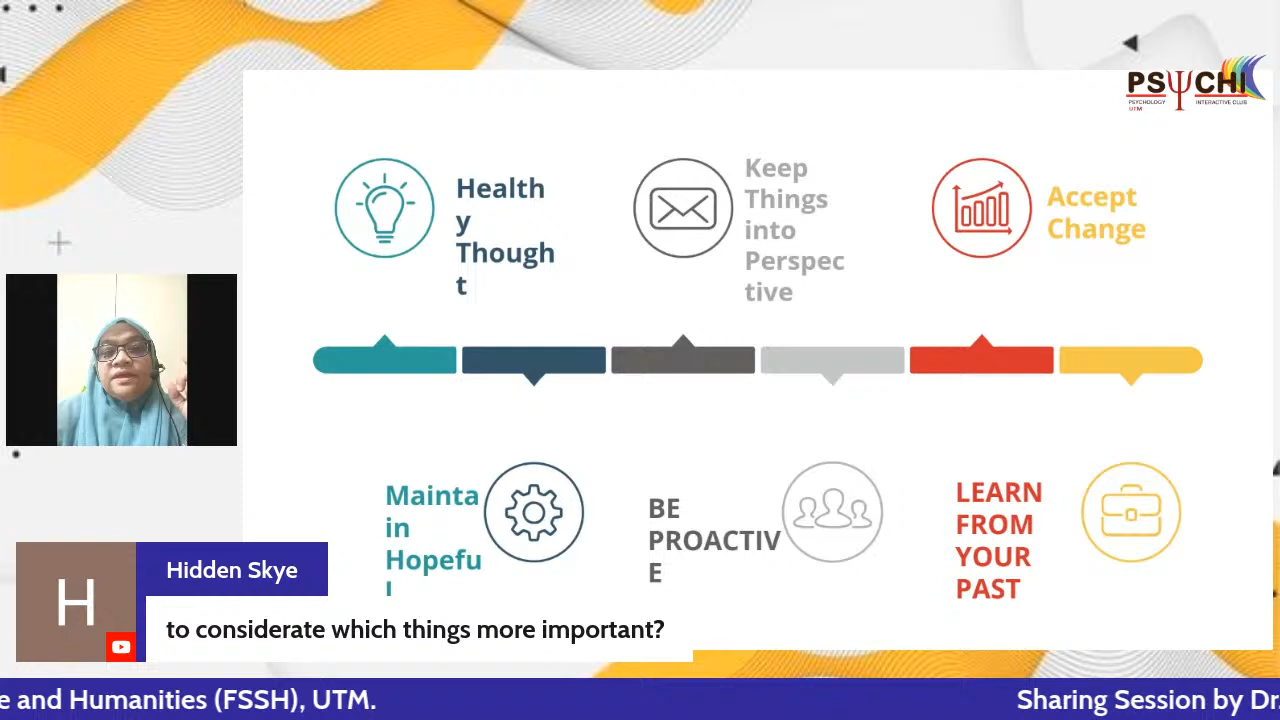 PSYCHI
PSYCHOLOGY
INTERACTIVE CLUB
UTM
Health
y
Though
t
Keep
Things
into
Perspec
tive
Accept
Change
Mainta
in
Hopefu
l
BE
PROACTIV
E
LEARN
FROM
YOUR
PAST
H
Hidden Skye
to considerate which things more important?
e and Humanities (FSSH), UTM.
Sharing Session by Dr.